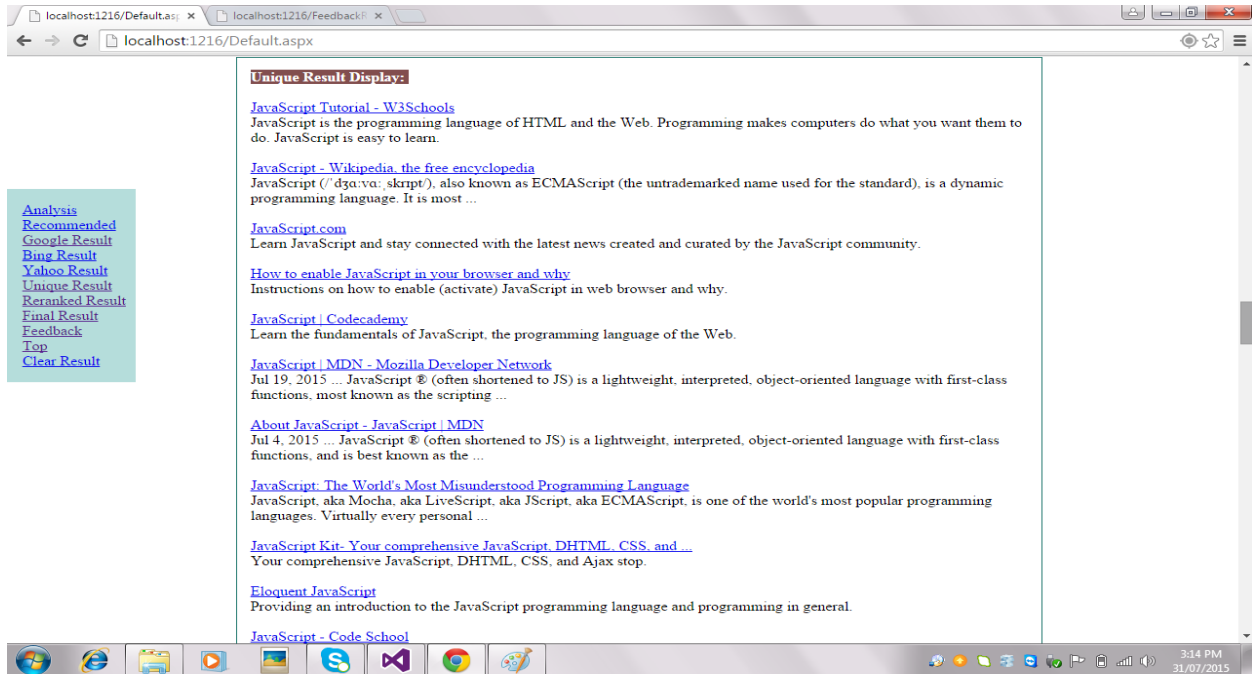 localhost:1216/Default.as
localhost:1216/FeedbackF
localhost:1216/Default.aspx
Analysis
Recommended
Google Result
Bing Result
Yahoo Result
Unique Result
Reranked Result
Final Result
Feedback
Top
Clear Result
Unique Result Display:
JavaScript Tutorial - W3Schools
JavaScript is the programming language of HTML and the Web. Programming makes computers do what you want them to
do. JavaScript is easy to learn.
JavaScript - Wikipedia, the free encyclopedia
JavaScript (/ˈdʒɑːvɑːˌskrɪpt/), also known as ECMAScript (the untrademarked name used for the standard), is a dynamic
programming language. It is most ...
JavaScript.com
Learn JavaScript and stay connected with the latest news created and curated by the JavaScript community.
How to enable JavaScript in your browser and why
Instructions on how to enable (activate) JavaScript in web browser and why.
JavaScript | Codecademy
Learn the fundamentals of JavaScript, the programming language of the Web.
JavaScript | MDN - Mozilla Developer Network
Jul 19, 2015 ... JavaScript ® (often shortened to JS) is a lightweight, interpreted, object-oriented language with first-class
functions, most known as the scripting ...
About JavaScript - JavaScript | MDN
Jul 4, 2015 ... JavaScript ® (often shortened to JS) is a lightweight, interpreted, object-oriented language with first-class
functions, and is best known as the ...
JavaScript: The World's Most Misunderstood Programming Language
JavaScript, aka Mocha, aka LiveScript, aka JScript, aka ECMAScript, is one of the world's most popular programming
languages. Virtually every personal ...
JavaScript Kit- Your comprehensive JavaScript, DHTML, CSS, and ...
Your comprehensive JavaScript, DHTML, CSS, and Ajax stop.
Eloquent JavaScript
Providing an introduction to the JavaScript programming language and programming in general.
JavaScript - Code School
3:14 PM
31/07/2015